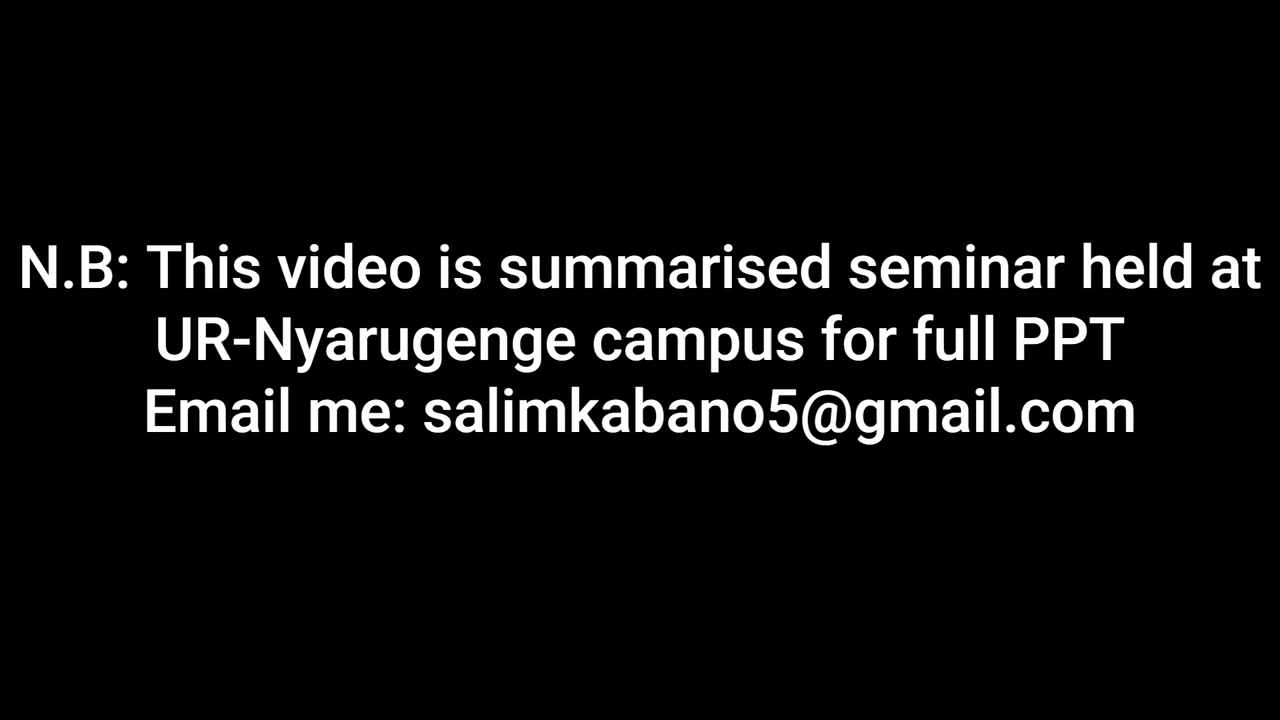 N.B: This video is summarised seminar held at
UR-Nyarugenge campus for full PPT
Email me: salimkabano5@gmail.com